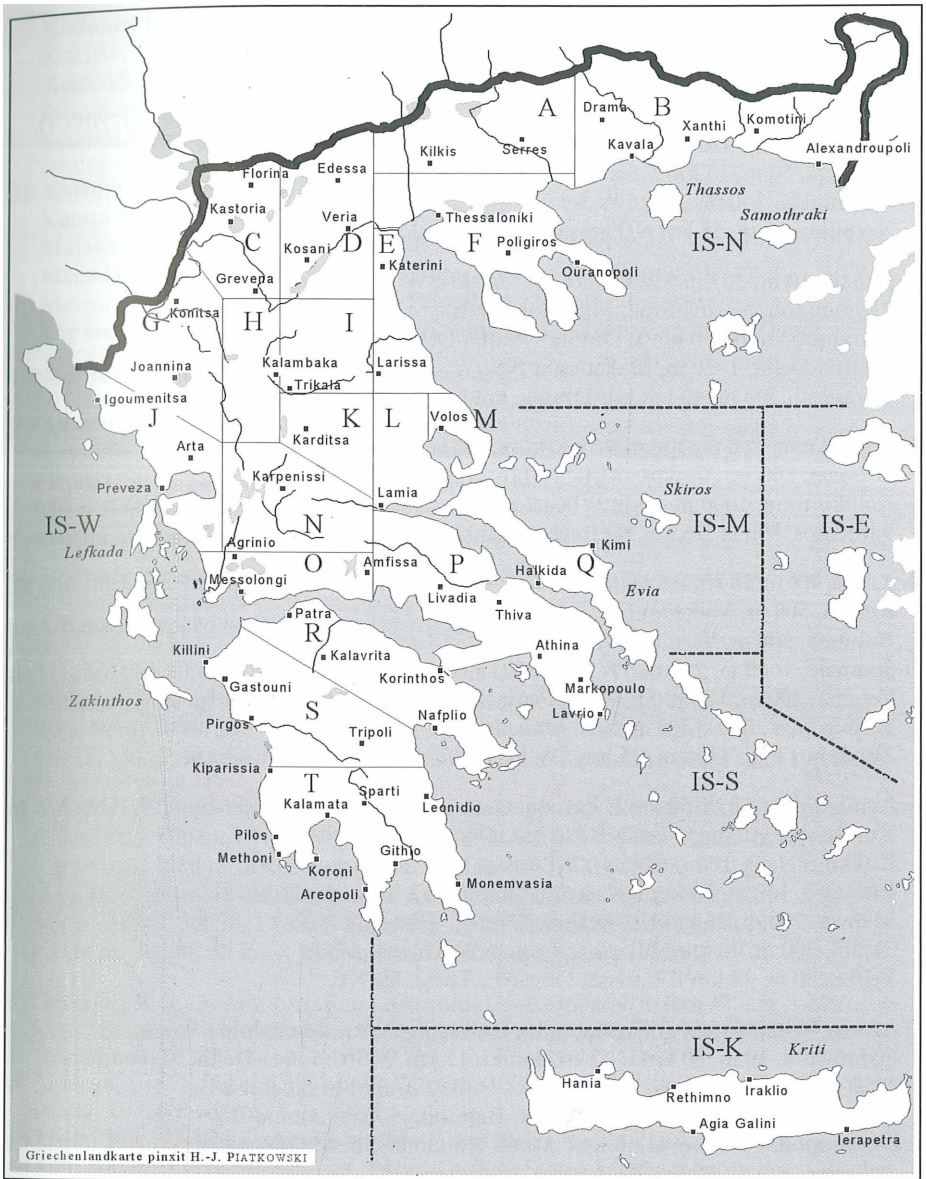 A
B
Drama
Komotini
Xanthi
Serres
Kilkis
Kavala
Alexandroupoli
Florina
Edessa
Thassos
Kastoria
Veria
Thessaloniki
Samothraki
C
D
E
F
IS-N
Kosani
Poligiros
Katerini
Ouranopoli
Grevena
Konitsa
G
H
I
Joannina
Kalambaka
Larissa
Trikala
Igoumenitsa
J
K
L
M
Volos
Karditsa
Arta
Karpenissi
Preveza
Lamia
Skiros
IS-W
IS-M
IS-E
N
Lefkada
Agrinio
Kimi
O
Amfissa
P
Halkida
Q
Messolongi
Livadia
Evia
Thiva
Patra
R
Killini
Kalavrita
Athina
Gastouni
Korinthos
Markopoulo
Zakinthos
S
Lavrio
Pirgos
Nafplio
Tripoli
Kiparissia
T
IS-S
Kalamata
Sparti
Leonidio
Pilos
Methoni
Githio
Koroni
Areopoli
Monemvasia
IS-K
Kriti
Hania
Rethimno
Iraklio
Agia Galini
Ierapetra
Griechenlandkarte pinxit H.-J. PIATKOWSKI